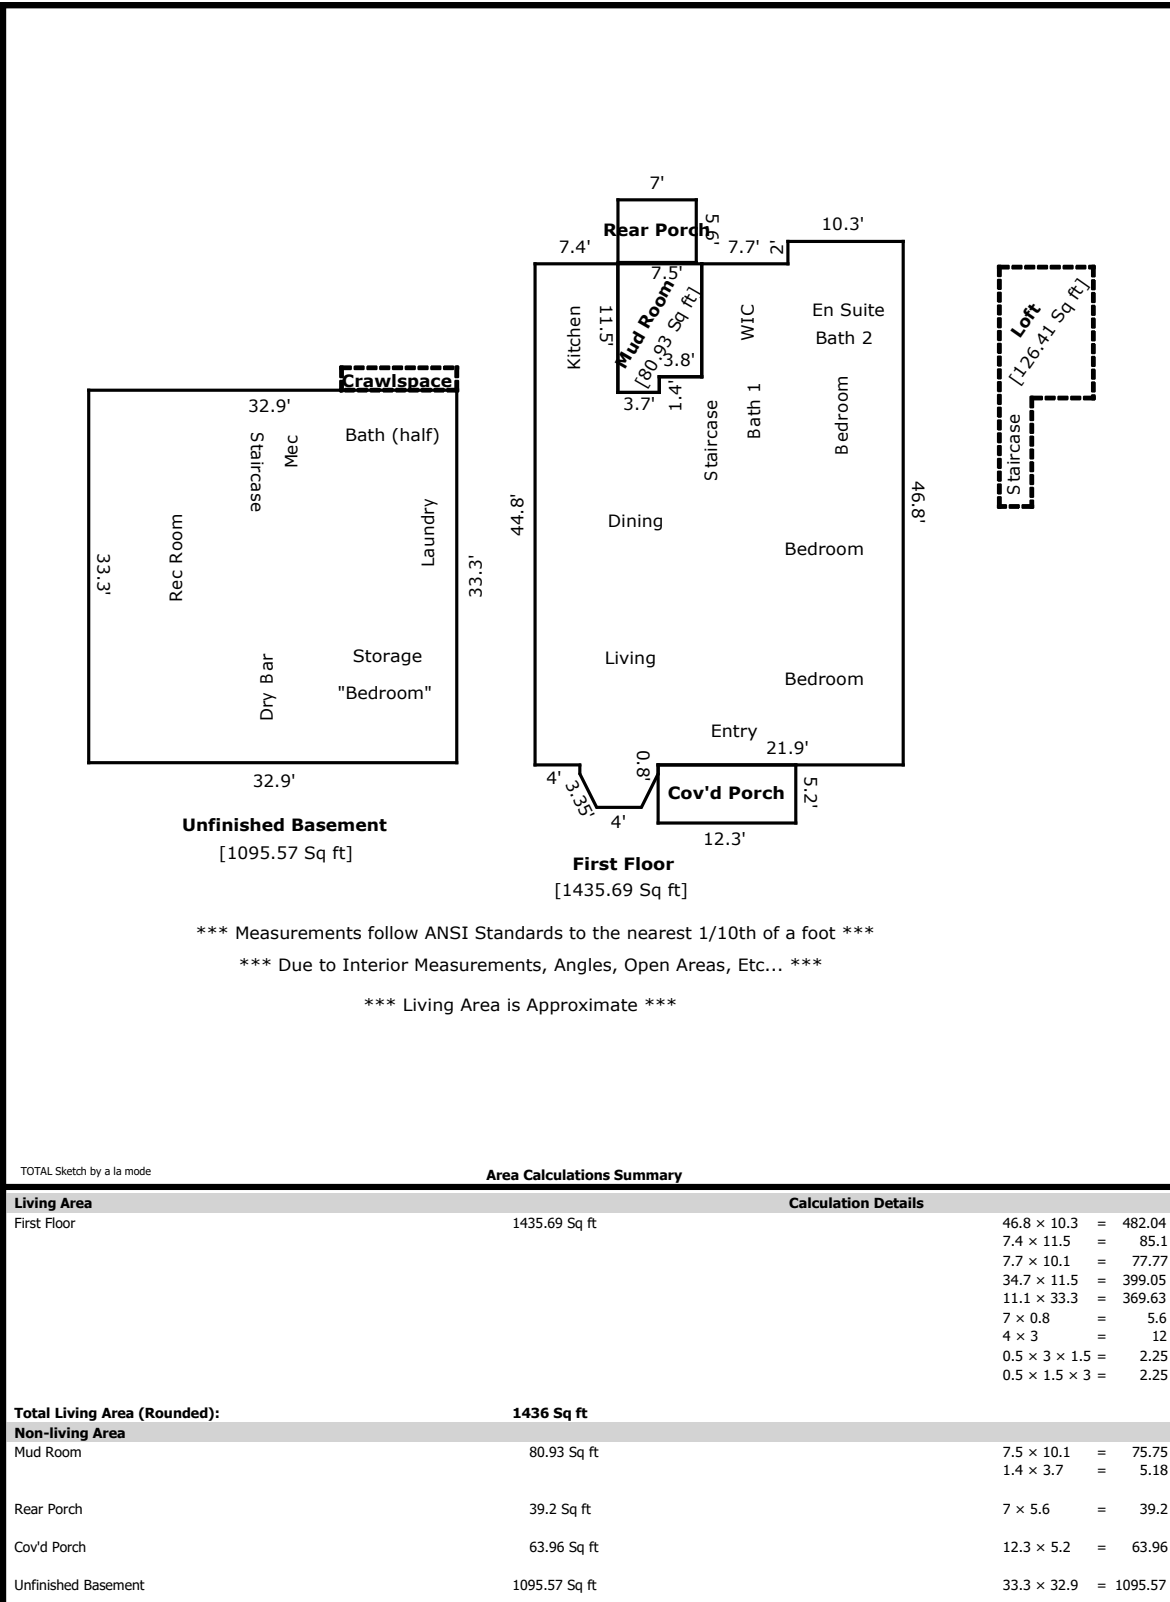 7'
Rear Porch
5.6'
7.4'
7.7'
2'
10.3'
7.5'
11.5'
Kitchen
Mud Room
[80.93 Sq ft]
3.8'
3.7'
1.4'
WIC
En Suite
Bath 2
Loft
[126.41 Sq ft]
Staircase
Crawlspace
32.9'
Staircase
Mec
Bath (half)
Laundry
33.3'
Rec Room
33.3'
Dry Bar
Storage
"Bedroom"
32.9'
Unfinished Basement
[1095.57 Sq ft]
Staircase
Bath 1
Bedroom
44.8'
46.8'
Dining
Bedroom
Living
Bedroom
Entry
21.9'
4'
3.35'
4'
0.8'
Cov'd Porch
5.2'
12.3'
First Floor
[1435.69 Sq ft]
*** Measurements follow ANSI Standards to the nearest 1/10th of a foot ***
*** Due to Interior Measurements, Angles, Open Areas, Etc... ***
*** Living Area is Approximate ***
TOTAL Sketch by a la mode
Area Calculations Summary
Living Area Calculation Details
First Floor 1435.69 Sq ft 46.8 × 10.3 = 482.04
7.4 × 11.5 = 85.1
7.7 × 10.1 = 77.77
34.7 × 11.5 = 399.05
11.1 × 33.3 = 369.63
7 × 0.8 = 5.6
4 × 3 = 12
0.5 × 3 × 1.5 = 2.25
0.5 × 1.5 × 3 = 2.25
Total Living Area (Rounded): 1436 Sq ft
Non-living Area
Mud Room 80.93 Sq ft 7.5 × 10.1 = 75.75
1.4 × 3.7 = 5.18
Rear Porch 39.2 Sq ft 7 × 5.6 = 39.2
Cov'd Porch 63.96 Sq ft 12.3 × 5.2 = 63.96
Unfinished Basement 1095.57 Sq ft 33.3 × 32.9 = 1095.57